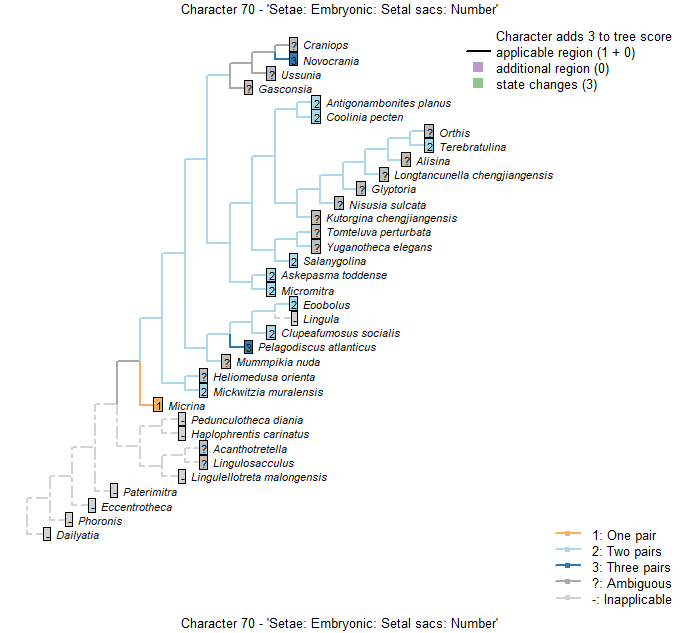 Character 70 - 'Setae: Embryonic: Setal sacs: Number'
Character adds 3 to tree score
applicable region (1 + 0)
additional region (0)
state changes (3)
? Craniops
3 Novocrania
? Ussunia
? Gasconsia
2 Antigonambonites planus
2 Coolinia pecten
? Orthis
2 Terebratulina
? Alisina
? Longtancunella chengjiangensis
? Glyptoria
? Nisusia sulcata
? Kutorgina chengjiangensis
? Tomteluva perturbata
? Yuganotheca elegans
2 Salanygolina
2 Askepasma toddense
2 Micromitra
2 Eoobolus
- Lingula
2 Clupeafumosus socialis
3 Pelagodiscus atlanticus
? Mummpikia nuda
? Heliomedusa orienta
2 Mickwitzia muralensis
1 Micrina
- Pedunculotheca diania
- Haplophrentis carinatus
? Acanthotretella
? Lingulosacculus
- Lingulellotreta malongensis
- Paterimitra
- Eccentrotheca
- Phoronis
- Dailyatia
1: One pair
2: Two pairs
3: Three pairs
?: Ambiguous
-: Inapplicable
Character 70 - 'Setae: Embryonic: Setal sacs: Number'